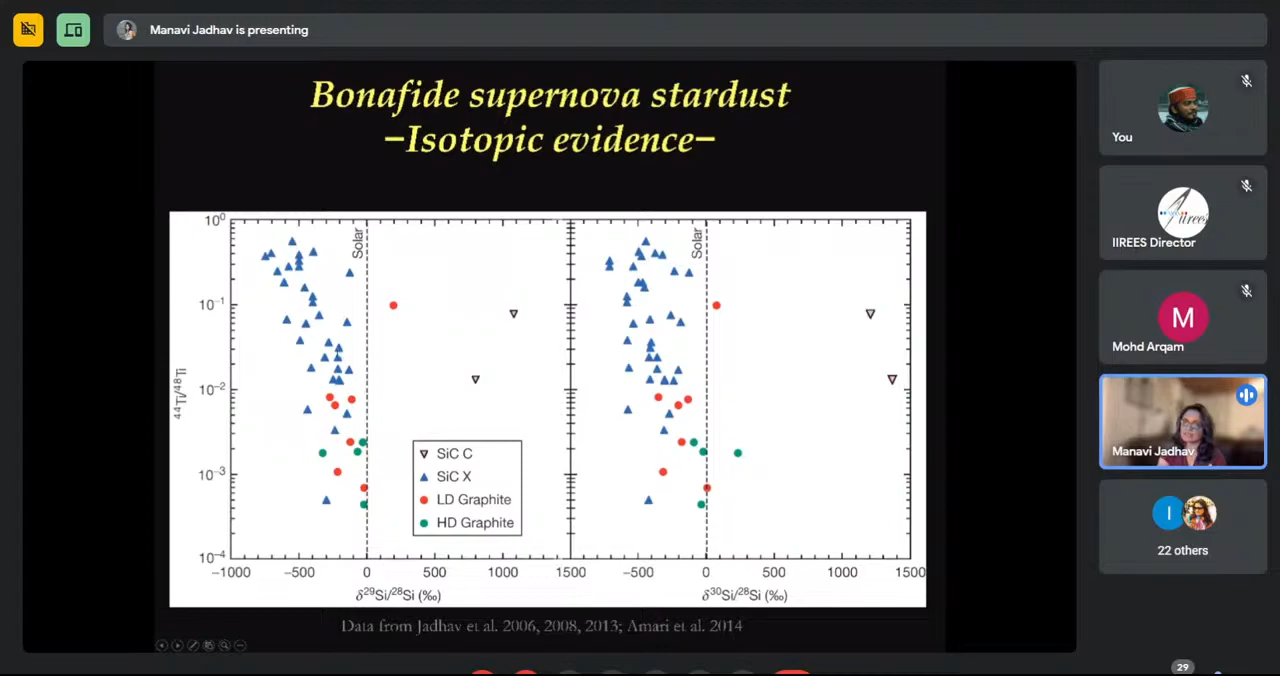 Manavi Jadhav is presenting
Bonafide supernova stardust
–Isotopic evidence–
10⁰
10⁻¹
10⁻²
10⁻³
10⁻⁴
⁴⁴Ti/⁴⁸Ti
Solar
Solar
SiC C
SiC X
LD Graphite
HD Graphite
−1000 −500 0 500 1000 1500 −500 0 500 1000 1500
δ²⁹Si/²⁸Si (‰)
δ³⁰Si/²⁸Si (‰)
Data from Jadhav et al. 2006, 2008, 2013; Amari et al. 2014
You
Aiirees
IIREES Director
M
Mohd Arqam
Manavi Jadhav
I
22 others
29